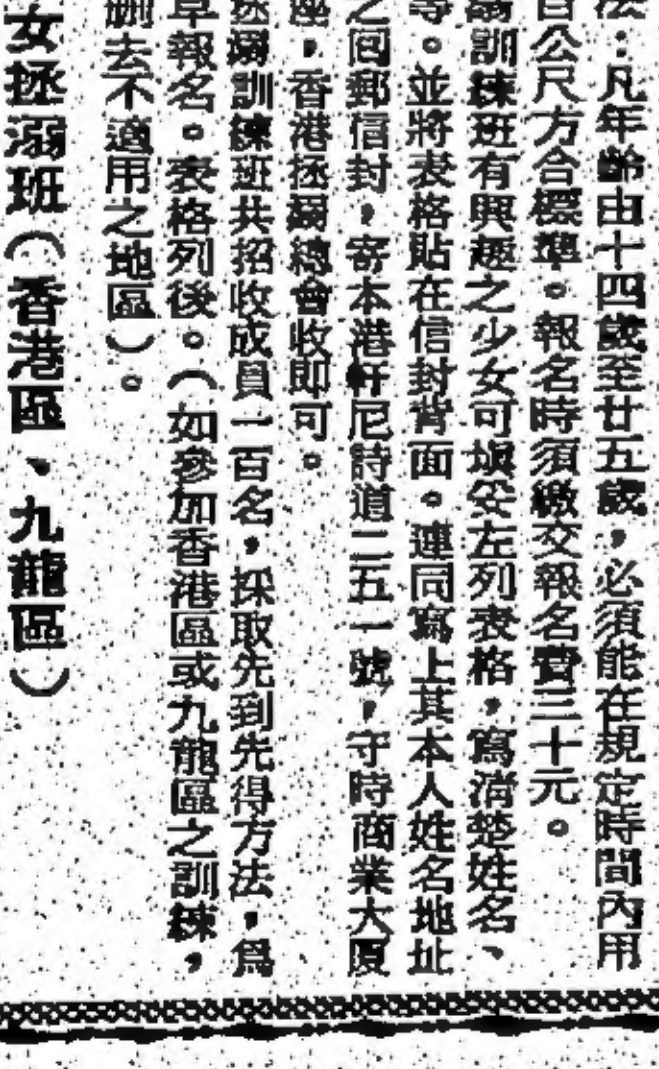 法：凡年齡由十四歲至廿五歲，必須能在規定時間內用
百公尺方合標準。報名時須繳交報名費三十元。
溺訓練班有興趣之少女可塡妥左列表格，寫清楚姓名、
等。並將表格貼在信封背面。連同寫上其本人姓名地址
之囘郵信封，寄本港軒尼詩道二五一號，守時商業大厦
座，香港拯溺總會收即可。
拯溺訓練班共招收成員一百名，採取先到先得方法，爲
早報名。表格列後。（如參加香港區或九龍區之訓練，
删去不適用之地區）。
女拯溺班（香港區、九龍區）